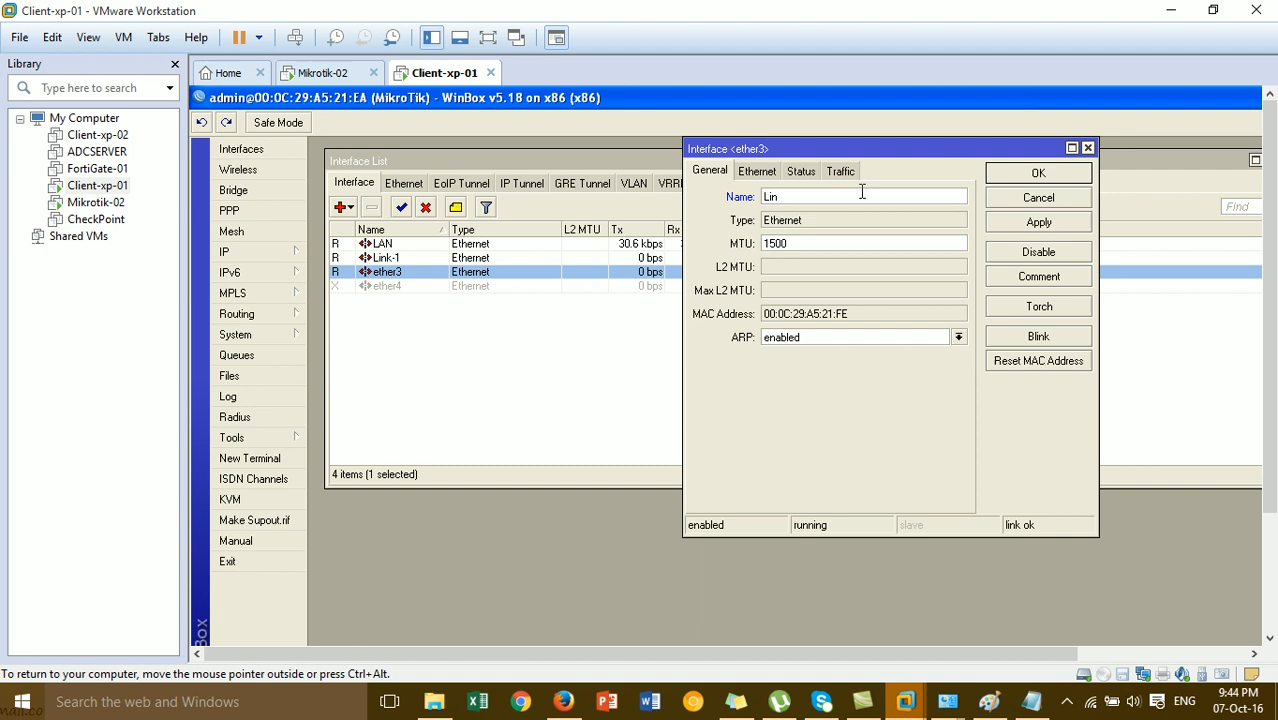 Client-xp-01 - VMware Workstation
File Edit View VM Tabs Help
Library
Type here to search
My Computer
Client-xp-02
ADCSERVER
FortiGate-01
Client-xp-01
Mikrotik-02
CheckPoint
Shared VMs
Home
Mikrotik-02
Client-xp-01
admin@00:0C:29:A5:21:EA (MikroTik) - WinBox v5.18 on x86 (x86)
Safe Mode
Interfaces
Wireless
Bridge
PPP
Mesh
IP
IPv6
MPLS
Routing
System
Queues
Files
Log
Radius
Tools
New Terminal
ISDN Channels
KVM
Make Supout.rif
Manual
Exit
Interface List
Interface Ethernet EoIP Tunnel IP Tunnel GRE Tunnel VLAN VRR
Find
Name Type L2 MTU Tx Rx
R LAN Ethernet 30.6 kbps
R Link-1 Ethernet 0 bps
R ether3 Ethernet 0 bps
X ether4 Ethernet 0 bps
4 items (1 selected)
Interface <ether3>
General Ethernet Status Traffic
Name: Lin
Type: Ethernet
MTU: 1500
L2 MTU:
Max L2 MTU:
MAC Address: 00:0C:29:A5:21:FE
ARP: enabled
OK
Cancel
Apply
Disable
Comment
Torch
Blink
Reset MAC Address
enabled running slave link ok
To return to your computer, move the mouse pointer outside or press Ctrl+Alt.
Search the web and Windows
ENG
9:44 PM
07-Oct-16